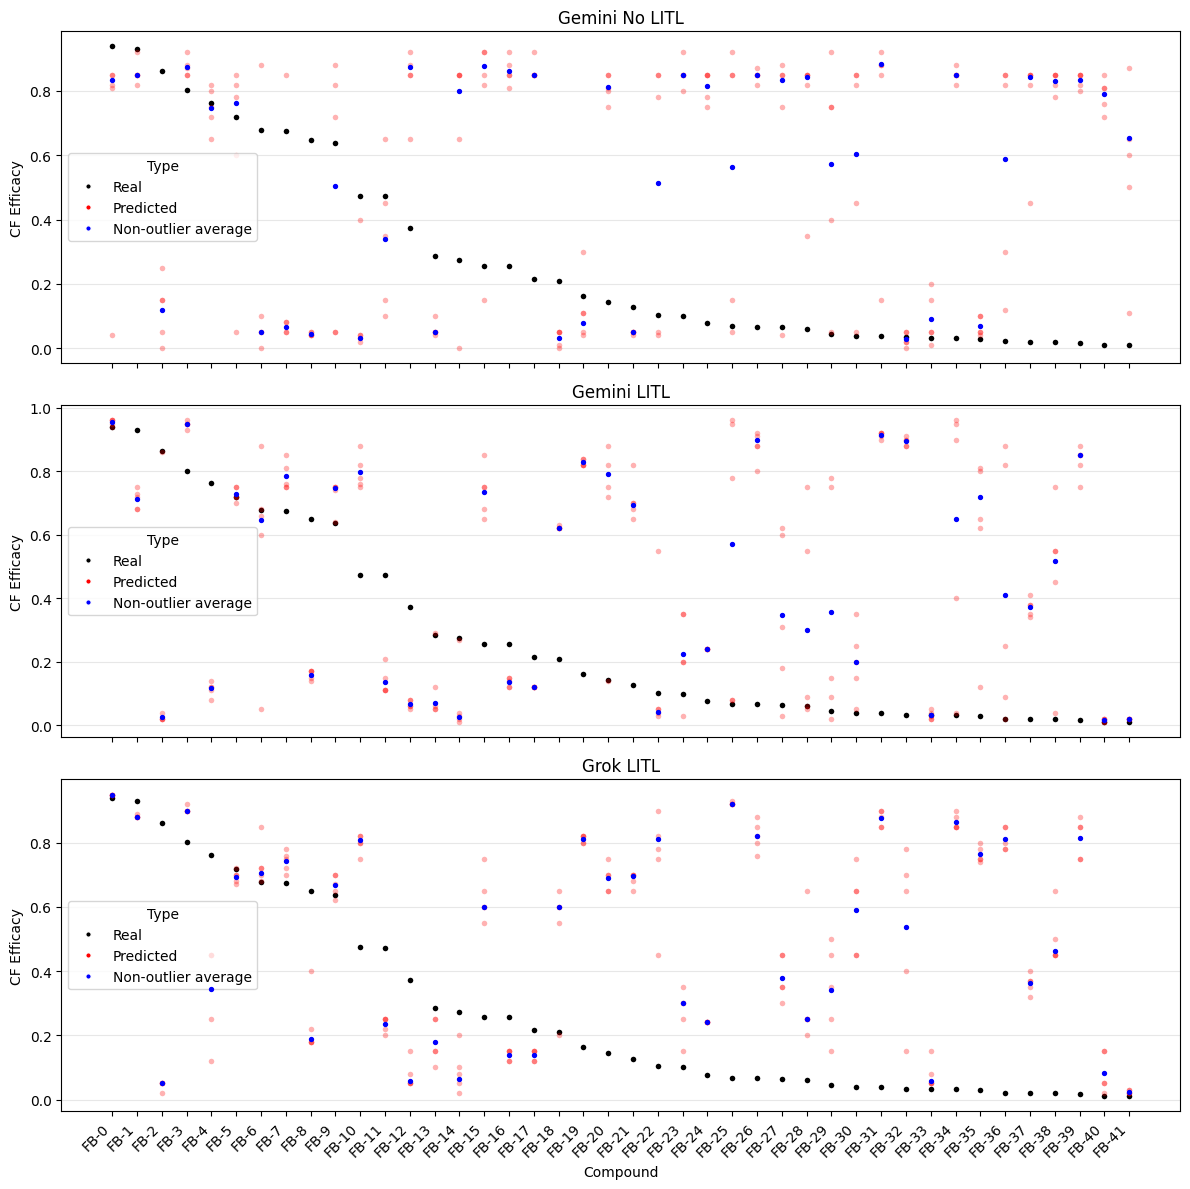 Gemini No LITL
CF Efficacy
0.8
0.6
0.4
0.2
0.0
Type
Real
Predicted
Non-outlier average
Gemini LITL
CF Efficacy
1.0
0.8
0.6
0.4
0.2
0.0
Type
Real
Predicted
Non-outlier average
Grok LITL
CF Efficacy
0.8
0.6
0.4
0.2
0.0
Type
Real
Predicted
Non-outlier average
FB-0
FB-1
FB-2
FB-3
FB-4
FB-5
FB-6
FB-7
FB-8
FB-9
FB-10
FB-11
FB-12
FB-13
FB-14
FB-15
FB-16
FB-17
FB-18
FB-19
FB-20
FB-21
FB-22
FB-23
FB-24
FB-25
FB-26
FB-27
FB-28
FB-29
FB-30
FB-31
FB-32
FB-33
FB-34
FB-35
FB-36
FB-37
FB-38
FB-39
FB-40
FB-41
Compound